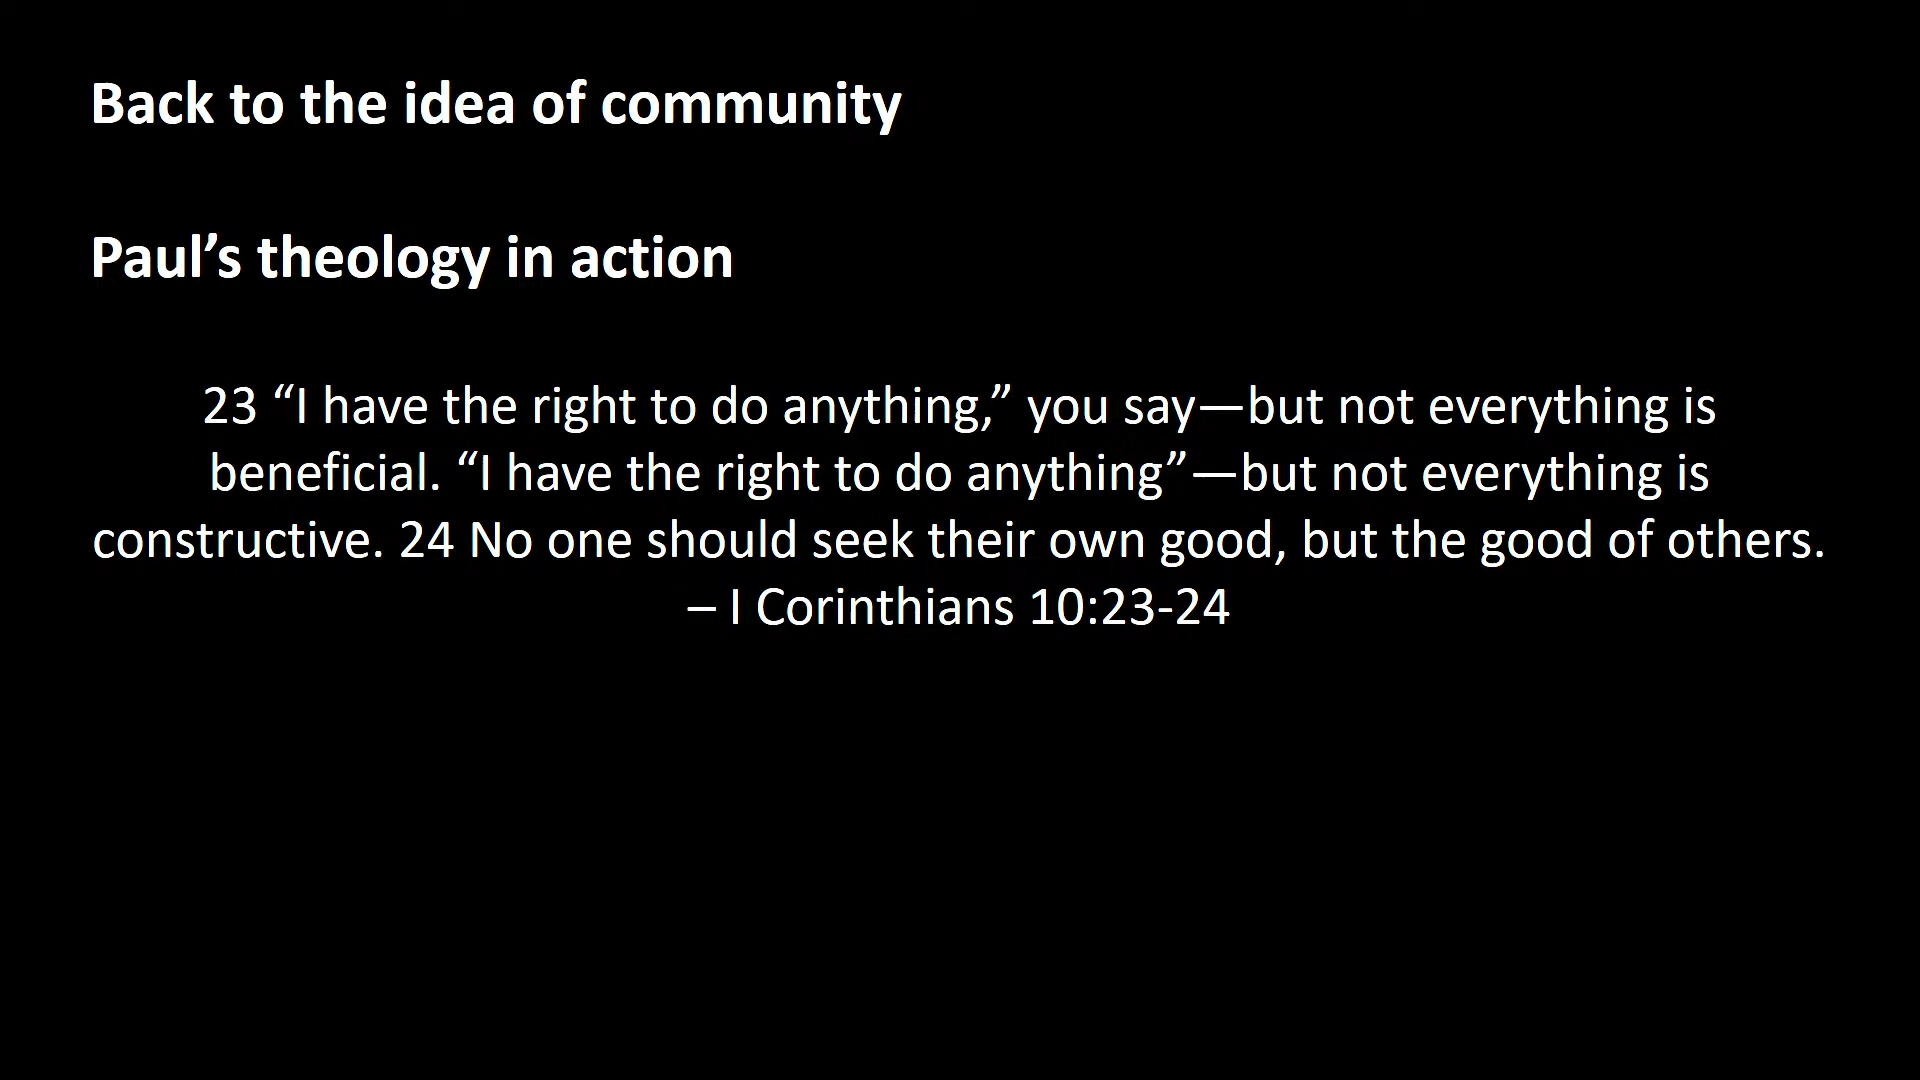 Back to the idea of community
Paul’s theology in action
23 “I have the right to do anything,” you say—but not everything is
beneficial. “I have the right to do anything”—but not everything is
constructive. 24 No one should seek their own good, but the good of others.
– I Corinthians 10:23-24